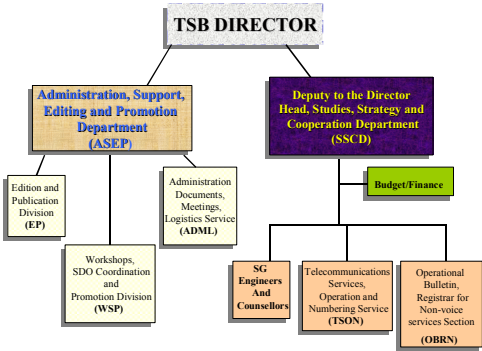 TSB DIRECTOR
Administration, Support,
Editing and Promotion
Department
(ASEP)
Deputy to the Director
Head, Studies, Strategy and
Cooperation Department
(SSCD)
Edition and
Publication
Division
(EP)
Administration
Documents,
Meetings,
Logistics Service
(ADML)
Budget/Finance
Workshops,
SDO Coordination
and
Promotion Division
(WSP)
SG
Engineers
And
Counsellors
Telecommunications
Services,
Operation and
Numbering Service
(TSON)
Operational
Bulletin,
Registrar for
Non-voice
services Section
(OBRN)